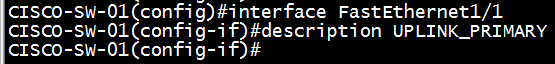 CISCO-SW-01(config)#interface FastEthernet1/1
CISCO-SW-01(config-if)#description UPLINK_PRIMARY
CISCO-SW-01(config-if)#